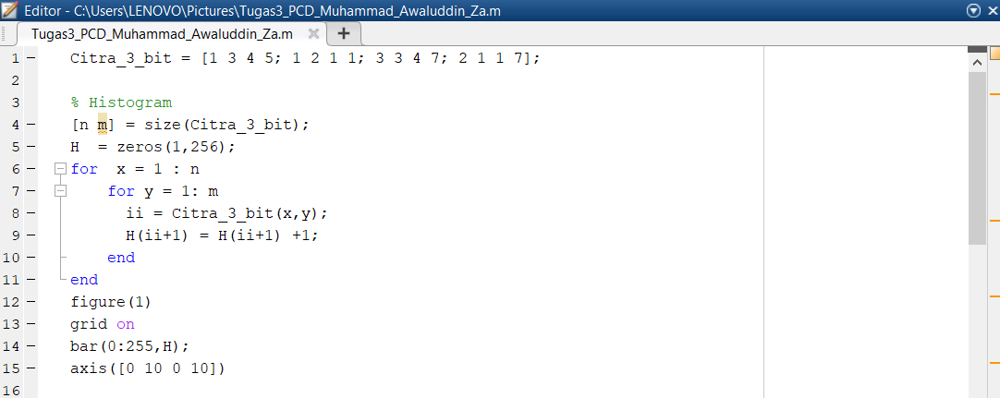 Editor - C:\Users\LENOVO\Pictures\Tugas3_PCD_Muhammad_Awaluddin_Za.m
Tugas3_PCD_Muhammad_Awaluddin_Za.m
1 Citra_3_bit = [1 3 4 5; 1 2 1 1; 3 3 4 7; 2 1 1 7];
2
3 % Histogram
4 [n m] = size(Citra_3_bit);
5 H  = zeros(1,256);
6 for  x = 1 : n
7     for y = 1: m
8       ii = Citra_3_bit(x,y);
9       H(ii+1) = H(ii+1) +1;
10     end
11 end
12 figure(1)
13 grid on
14 bar(0:255,H);
15 axis([0 10 0 10])
16